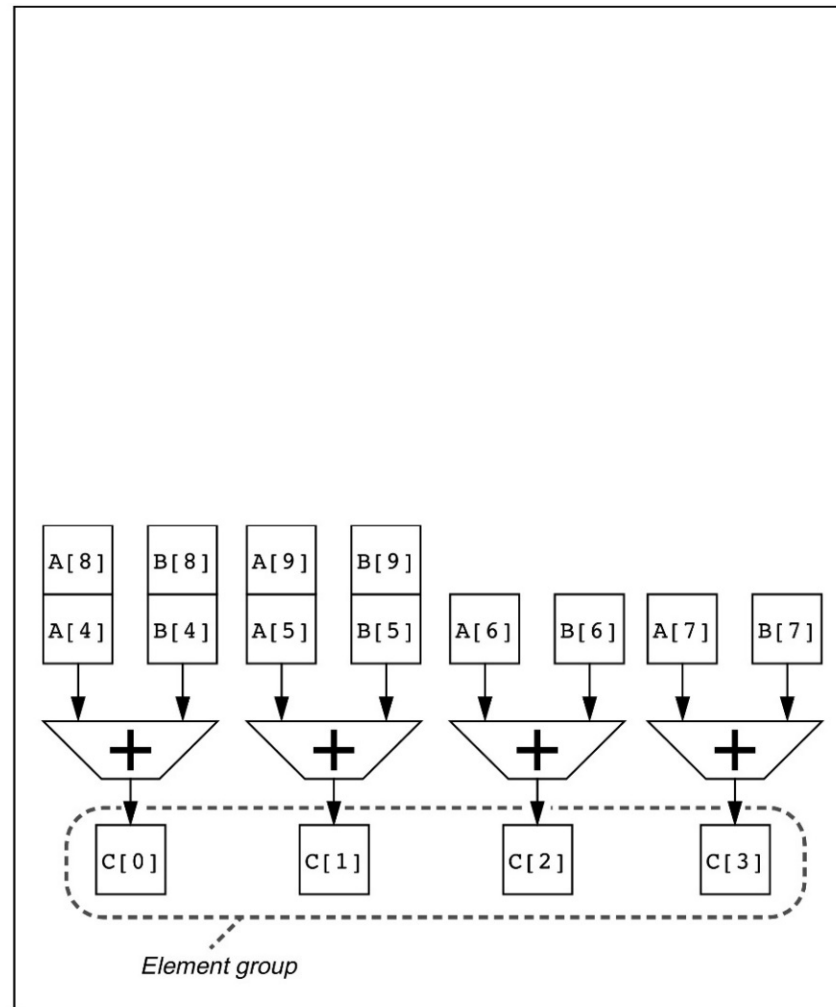 A[8] B[8] A[9] B[9]
A[4] B[4] A[5] B[5] A[6] B[6] A[7] B[7]
+ + + +
C[0] C[1] C[2] C[3]
Element group